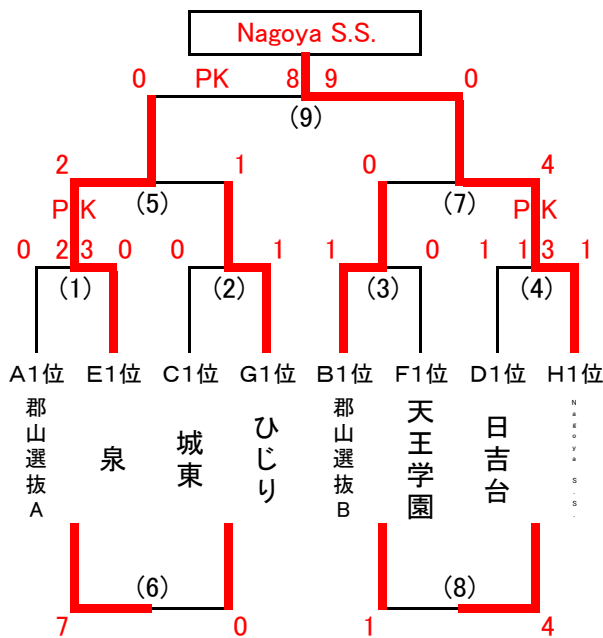 Nagoya S.S.
0 PK 8 9 0
(9)
2 1 0 4
(5) (7)
PK PK
0 2 3 0 0 1 1 0 1 1 3 1
(1) (2) (3) (4)
A1位 E1位 C1位 G1位 B1位 F1位 D1位 H1位
郡山選抜A
泉
城東
ひじり
郡山選抜B
天王学園
日吉台
Nagoya S.S.
(6) (8)
7 0 1 4